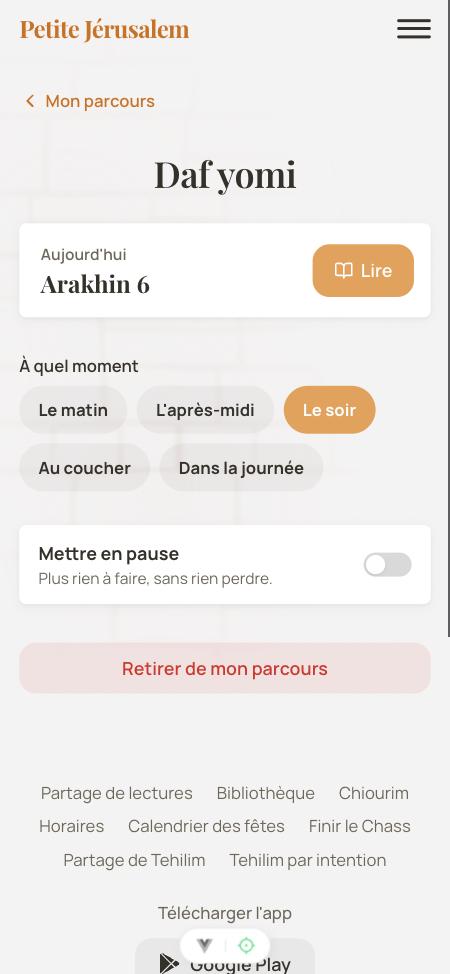 Petite Jérusalem
Mon parcours
Daf yomi
Aujourd'hui
Arakhin 6
Lire
À quel moment
Le matin
L'après-midi
Le soir
Au coucher
Dans la journée
Mettre en pause
Plus rien à faire, sans rien perdre.
Retirer de mon parcours
Partage de lectures
Bibliothèque
Chiourim
Horaires
Calendrier des fêtes
Finir le Chass
Partage de Tehilim
Tehilim par intention
Télécharger l'app
Google Play